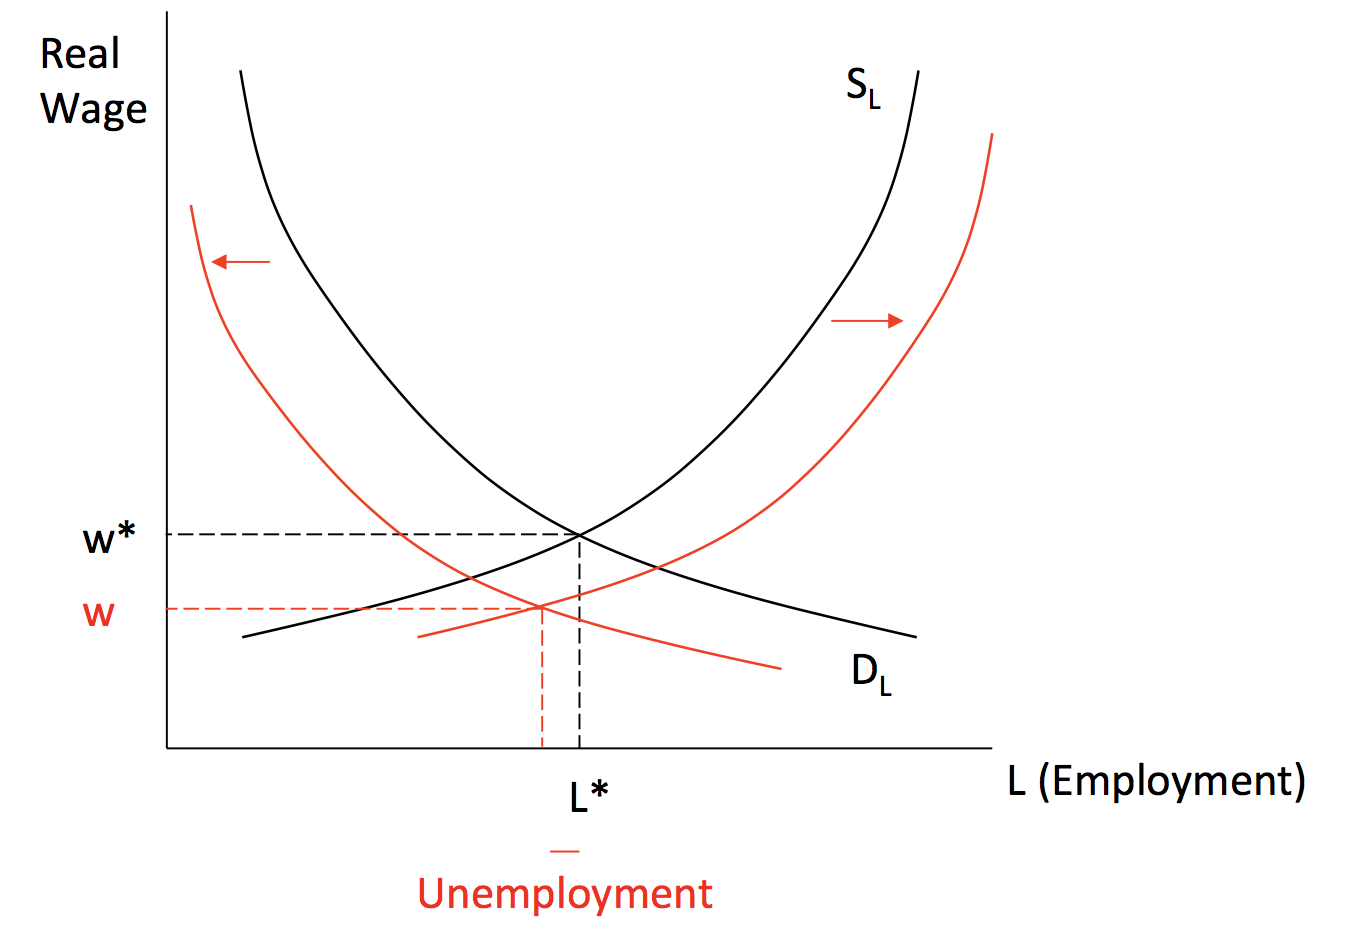 Real
Wage
SL
w*
w
DL
L (Employment)
L*
Unemployment